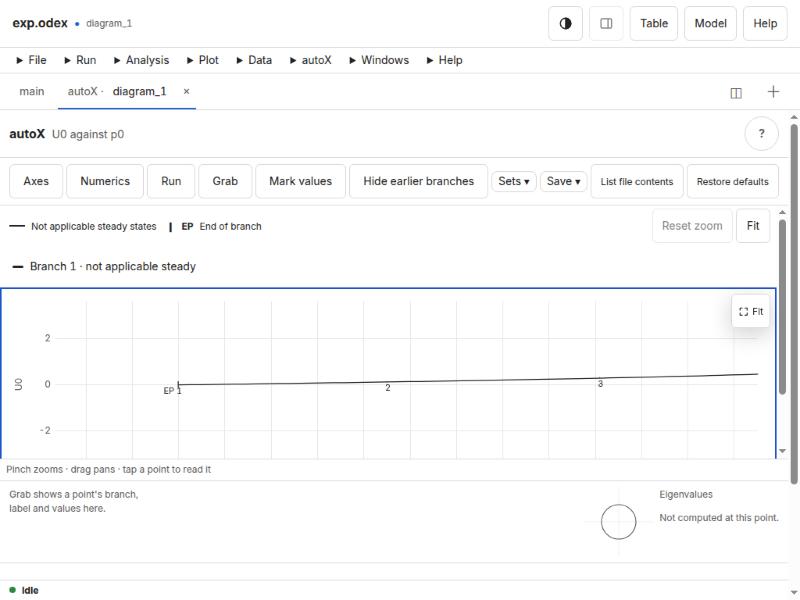 exp.odex • diagram_1
Table Model Help
▶ File ▶ Run ▶ Analysis ▶ Plot ▶ Data ▶ autoX ▶ Windows ▶ Help
main autoX · diagram_1 ×
autoX U0 against p0 ?
Axes Numerics Run Grab Mark values Hide earlier branches Sets ▾ Save ▾ List file contents Restore defaults
Not applicable steady states EP End of branch Reset zoom Fit
Branch 1 · not applicable steady
Fit
2
U0
0
-2
EP 1 2 3
Pinch zooms · drag pans · tap a point to read it
Grab shows a point's branch,
label and values here.
Eigenvalues
Not computed at this point.
Idle